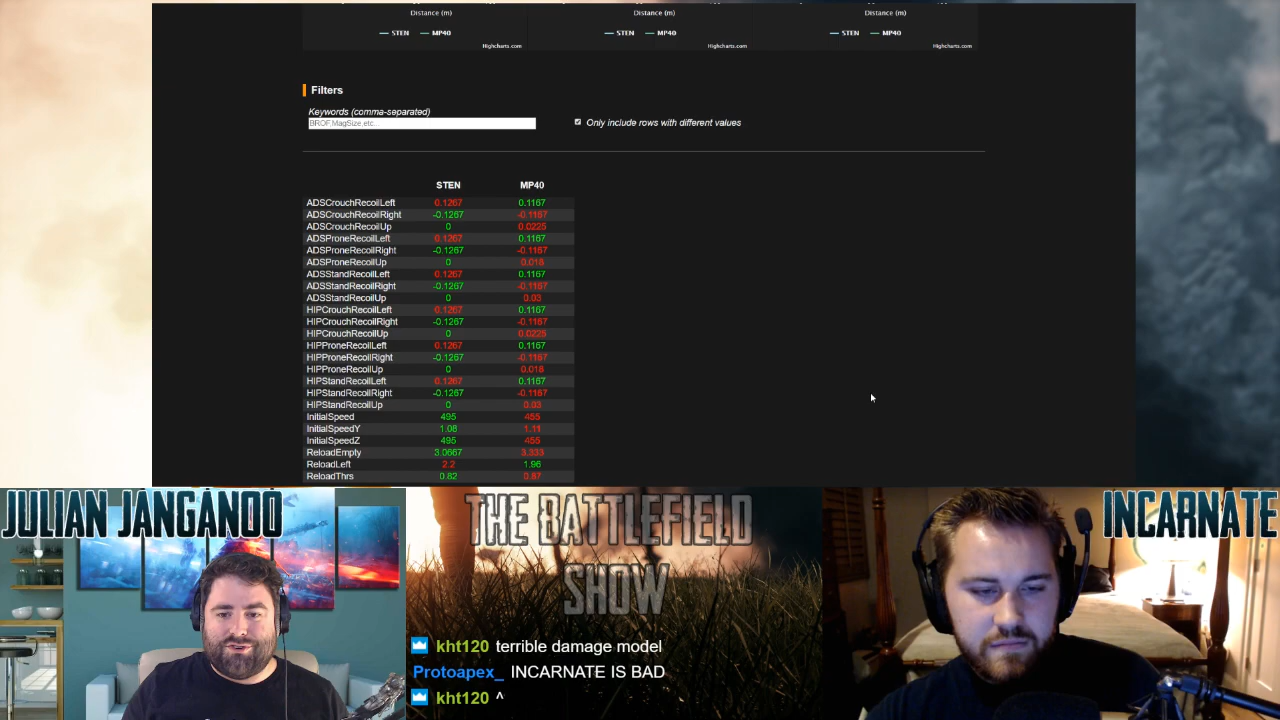 Distance (m) Distance (m) Distance (m)
STEN MP40 STEN MP40 STEN MP40
Highcharts.com Highcharts.com Highcharts.com
Filters
Keywords (comma-separated)
BROF,MagSize,etc... Only include rows with different values
STEN MP40
ADSCrouchRecoilLeft 0.1267 0.1167
ADSCrouchRecoilRight -0.1267 -0.1167
ADSCrouchRecoilUp 0 0.0225
ADSProneRecoilLeft 0.1267 0.1167
ADSProneRecoilRight -0.1267 -0.1167
ADSProneRecoilUp 0 0.018
ADSStandRecoilLeft 0.1267 0.1167
ADSStandRecoilRight -0.1267 -0.1167
ADSStandRecoilUp 0 0.03
HIPCrouchRecoilLeft 0.1267 0.1167
HIPCrouchRecoilRight -0.1267 -0.1167
HIPCrouchRecoilUp 0 0.0225
HIPProneRecoilLeft 0.1267 0.1167
HIPProneRecoilRight -0.1267 -0.1167
HIPProneRecoilUp 0 0.018
HIPStandRecoilLeft 0.1267 0.1167
HIPStandRecoilRight -0.1267 -0.1167
HIPStandRecoilUp 0 0.03
InitialSpeed 495 455
InitialSpeedY 1.08 1.11
InitialSpeedZ 495 455
ReloadEmpty 3.0667 3.333
ReloadLeft 2.2 1.96
ReloadThrs 0.82 0.87
JULIAN JANGANOO
THE BATTLEFIELD
SHOW
INCARNATE
kht120 terrible damage model
Protoapex_ INCARNATE IS BAD
kht120 ^